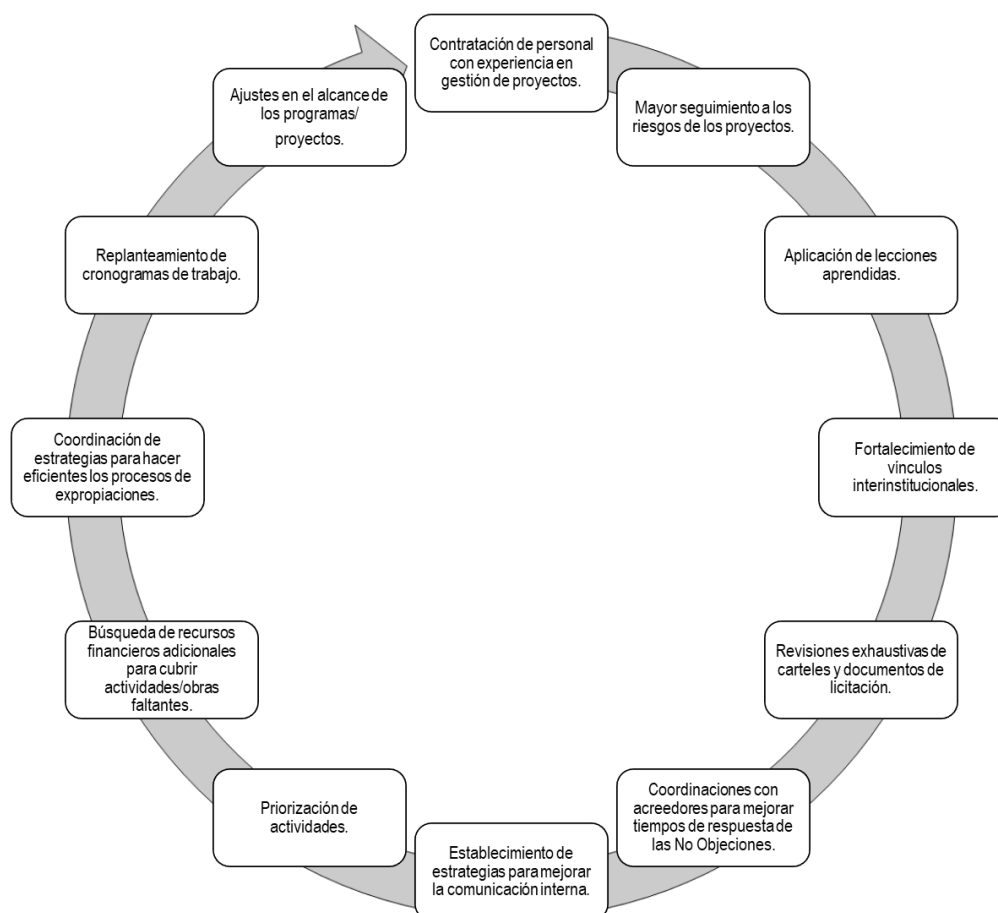 Contratación de personal
con experiencia en
gestión de proyectos.
Mayor seguimiento a los
riesgos de los proyectos.
Aplicación de lecciones
aprendidas.
Fortalecimiento de
vínculos
interinstitucionales.
Revisiones exhaustivas de
carteles y documentos de
licitación.
Coordinaciones con
acreedores para mejorar
tiempos de respuesta de
las No Objeciones.
Establecimiento de
estrategias para mejorar
la comunicación interna.
Priorización de
actividades.
Búsqueda de recursos
financieros adicionales
para cubrir
actividades/obras
faltantes.
Coordinación de
estrategias para hacer
eficientes los procesos de
expropiaciones.
Replanteamiento de
cronogramas de trabajo.
Ajustes en el alcance de
los programas/
proyectos.